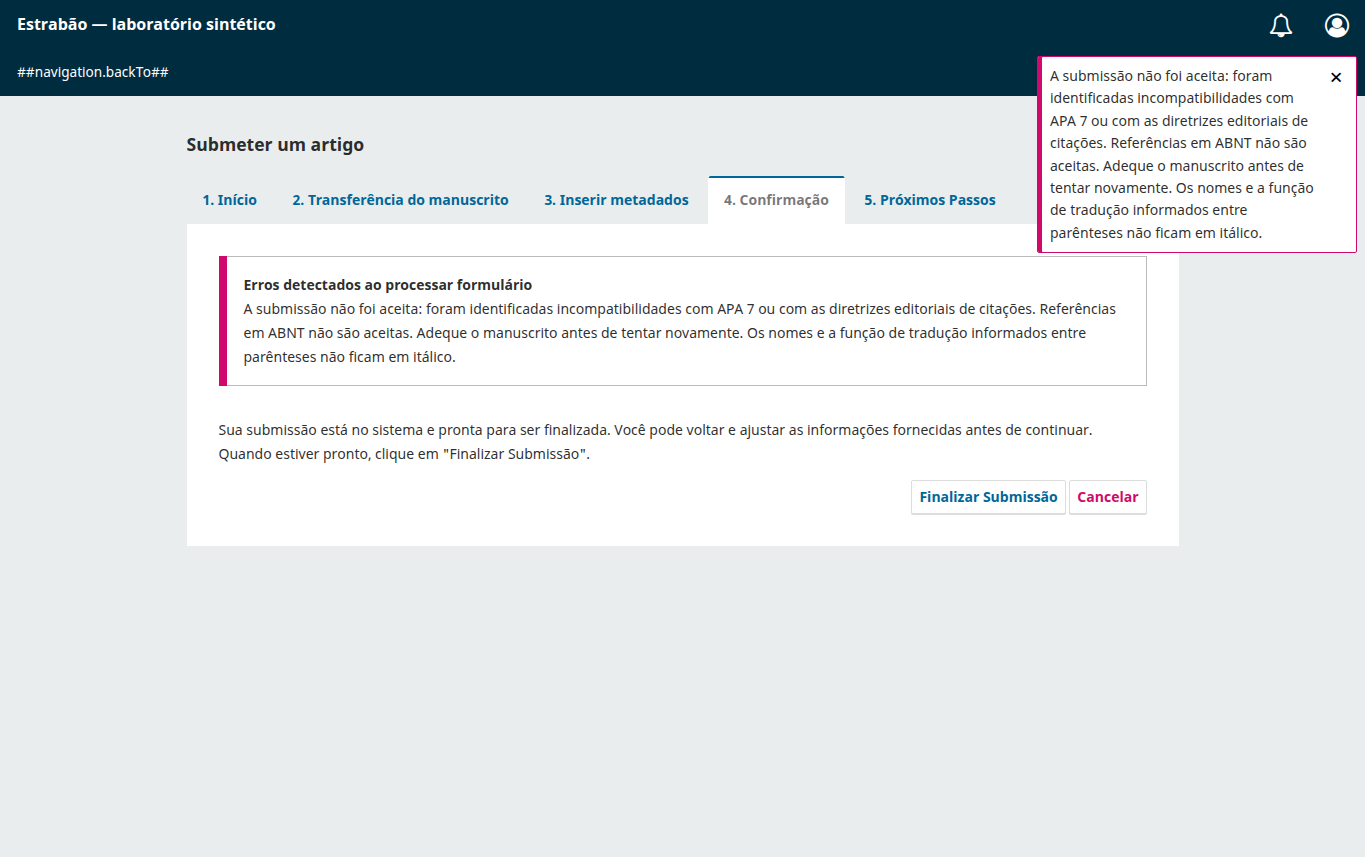 Estrabão — laboratório sintético
##navigation.backTo##
A submissão não foi aceita: foram
identificadas incompatibilidades com
APA 7 ou com as diretrizes editoriais de
citações. Referências em ABNT não são
aceitas. Adeque o manuscrito antes de
tentar novamente. Os nomes e a função
de tradução informados entre
parênteses não ficam em itálico.
Submeter um artigo
1. Início
2. Transferência do manuscrito
3. Inserir metadados
4. Confirmação
5. Próximos Passos
Erros detectados ao processar formulário
A submissão não foi aceita: foram identificadas incompatibilidades com APA 7 ou com as diretrizes editoriais de citações. Referências
em ABNT não são aceitas. Adeque o manuscrito antes de tentar novamente. Os nomes e a função de tradução informados entre
parênteses não ficam em itálico.
Sua submissão está no sistema e pronta para ser finalizada. Você pode voltar e ajustar as informações fornecidas antes de continuar.
Quando estiver pronto, clique em "Finalizar Submissão".
Finalizar Submissão
Cancelar